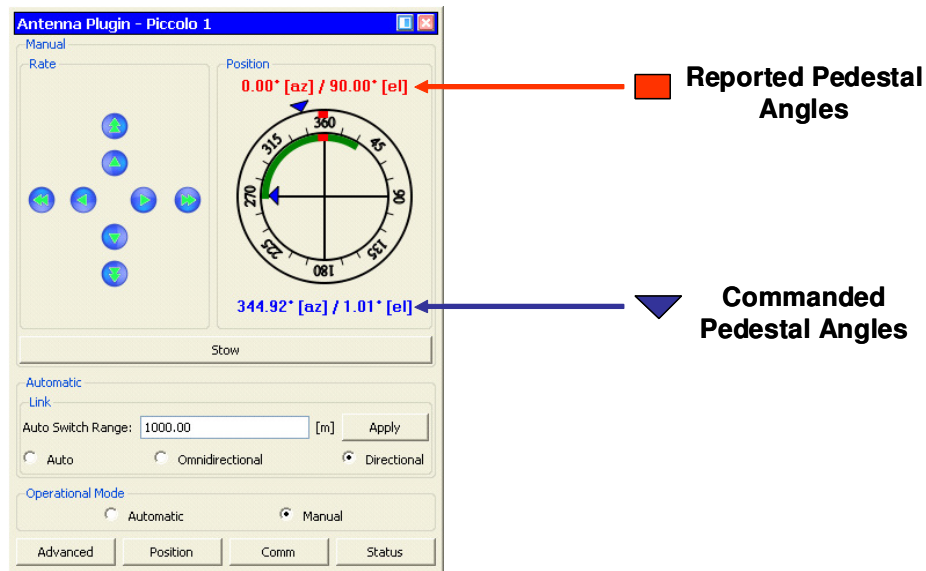 Antenna Plugin - Piccolo 1
Manual
Rate
Position
0.00° [az] / 90.00° [el]
360
45
90
135
180
225
270
315
344.92° [az] / 1.01° [el]
Stow
Automatic
Link
Auto Switch Range: 1000.00 [m] Apply
Auto Omnidirectional Directional
Operational Mode
Automatic Manual
Advanced Position Comm Status
Reported Pedestal
Angles
Commanded
Pedestal Angles